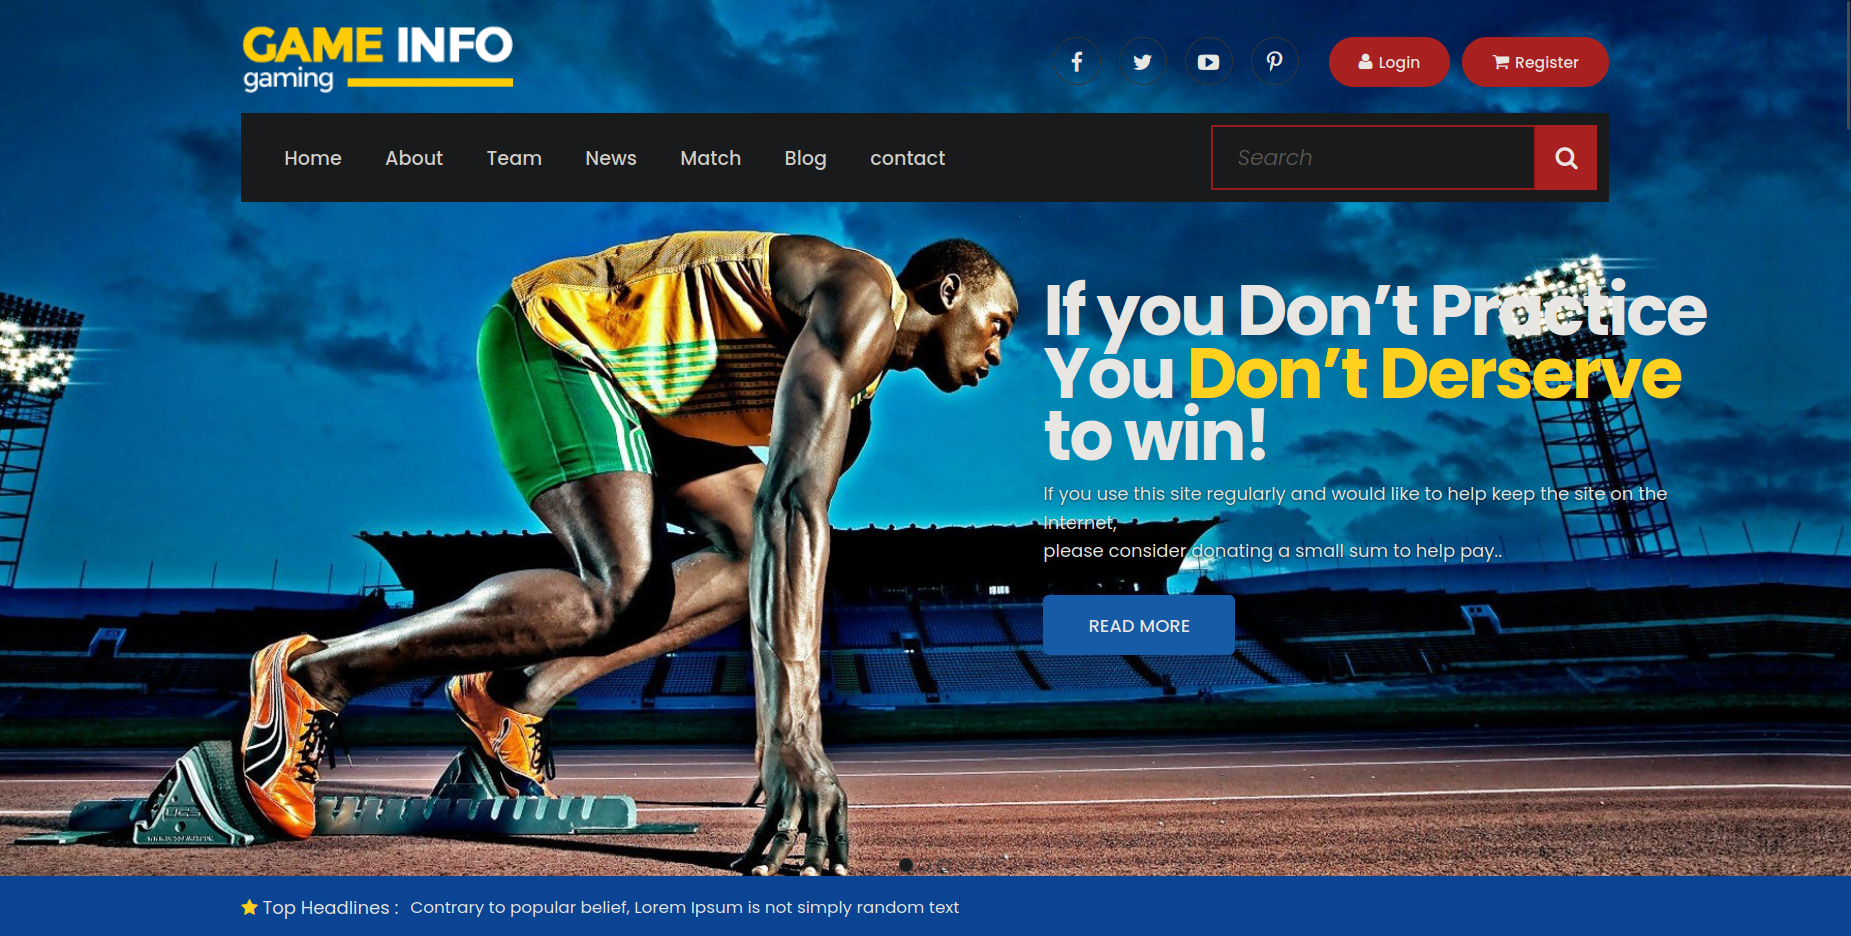 GAME INFO
gaming
Login
Register
Home
About
Team
News
Match
Blog
contact
Search
If you Don’t Practice
You Don’t Derserve
to win!
If you use this site regularly and would like to help keep the site on the
Internet,
please consider donating a small sum to help pay..
READ MORE
Top Headlines :
Contrary to popular belief, Lorem Ipsum is not simply random text